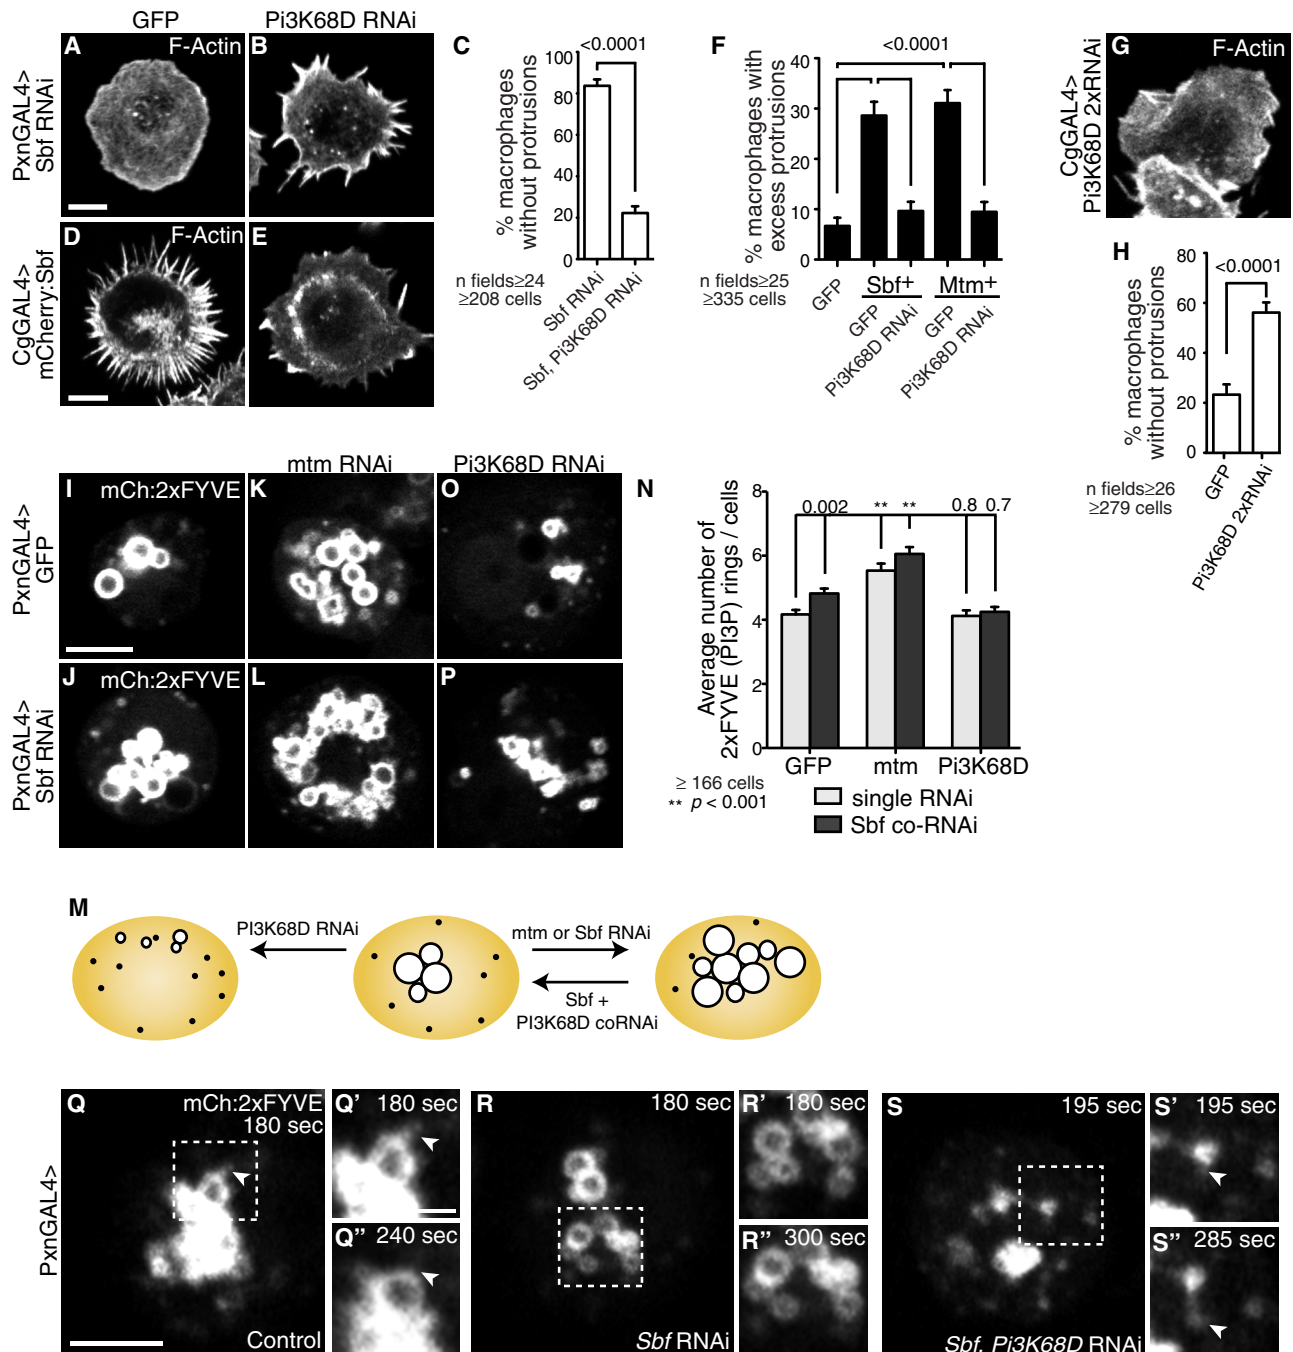 GFP
Pi3K68D RNAi
PxnGAL4>
Sbf RNAi
A
F-Actin
B
CgGAL4>
mCherry:Sbf
D
F-Actin
E
C
<0.0001
% macrophages
without protrusions
100
80
60
40
20
0
n fields≥24
≥208 cells
Sbf RNAi
Sbf, Pi3K68D RNAi
F
<0.0001
% macrophages with
excess protrusions
40
30
20
10
0
n fields≥25
≥335 cells
Sbf+
Mtm+
GFP
GFP
Pi3K68D RNAi
GFP
Pi3K68D RNAi
CgGAL4>
Pi3K68D 2xRNAi
G
F-Actin
H
<0.0001
% macrophages
without protrusions
80
60
40
20
0
n fields≥26
≥279 cells
GFP
Pi3K68D 2xRNAi
mtm RNAi
Pi3K68D RNAi
PxnGAL4>
GFP
I
mCh:2xFYVE
K
O
PxnGAL4>
Sbf RNAi
J
mCh:2xFYVE
L
P
N
Average number of
2xFYVE (PI3P) rings / cells
8
6
4
2
0
0.002
**
**
0.8
0.7
GFP
mtm
Pi3K68D
≥ 166 cells
** p < 0.001
single RNAi
Sbf co-RNAi
M
PI3K68D RNAi
mtm or Sbf RNAi
Sbf +
PI3K68D coRNAi
PxnGAL4>
Q
mCh:2xFYVE
180 sec
Control
Q'
180 sec
Q"
240 sec
R
180 sec
Sbf RNAi
R'
180 sec
R"
300 sec
S
195 sec
Sbf, Pi3K68D RNAi
S'
195 sec
S"
285 sec